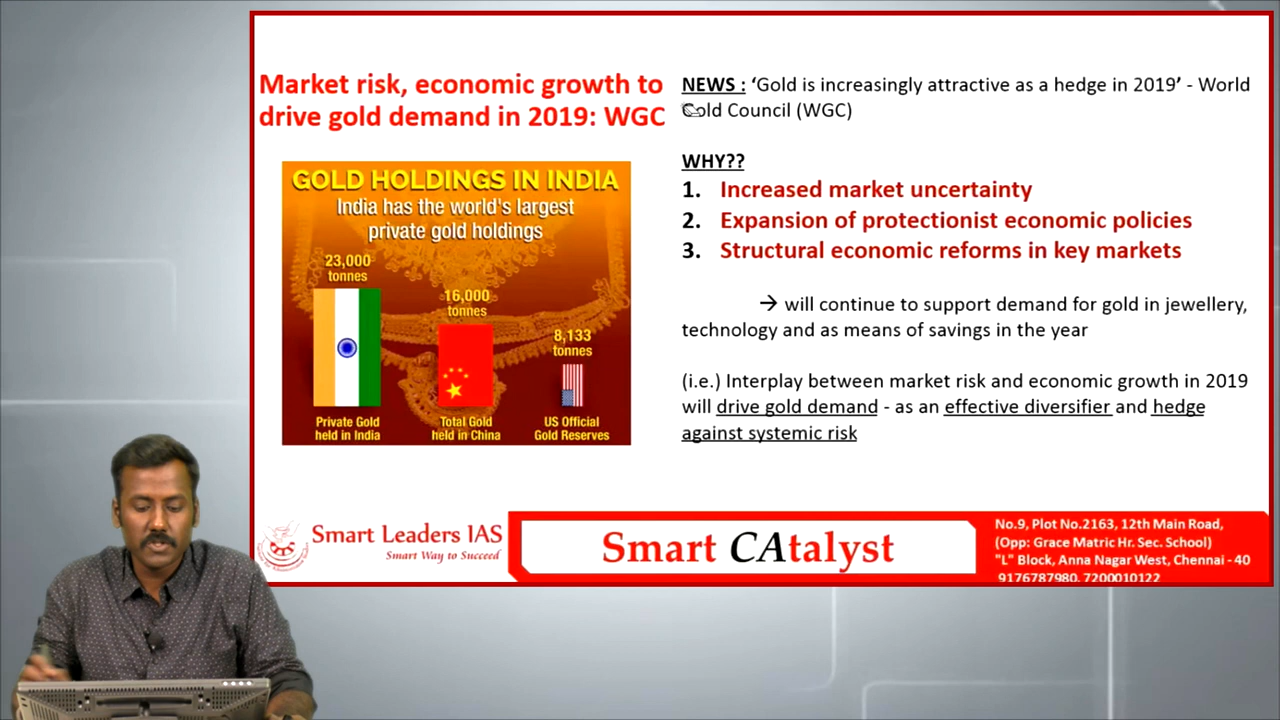 Market risk, economic growth to
drive gold demand in 2019: WGC
GOLD HOLDINGS IN INDIA
India has the world's largest
private gold holdings
23,000
tonnes
16,000
tonnes
8,133
tonnes
Private Gold
held in India
Total Gold
held in China
US Official
Gold Reserves
NEWS : ‘Gold is increasingly attractive as a hedge in 2019’ - World
Gold Council (WGC)
WHY??
1. Increased market uncertainty
2. Expansion of protectionist economic policies
3. Structural economic reforms in key markets
→ will continue to support demand for gold in jewellery,
technology and as means of savings in the year
(i.e.) Interplay between market risk and economic growth in 2019
will drive gold demand - as an effective diversifier and hedge
against systemic risk
Smart Leaders IAS
Smart Way to Succeed
Smart CAtalyst
No.9, Plot No.2163, 12th Main Road,
(Opp: Grace Matric Hr. Sec. School)
"L" Block, Anna Nagar West, Chennai - 40
9176787980, 7200010122